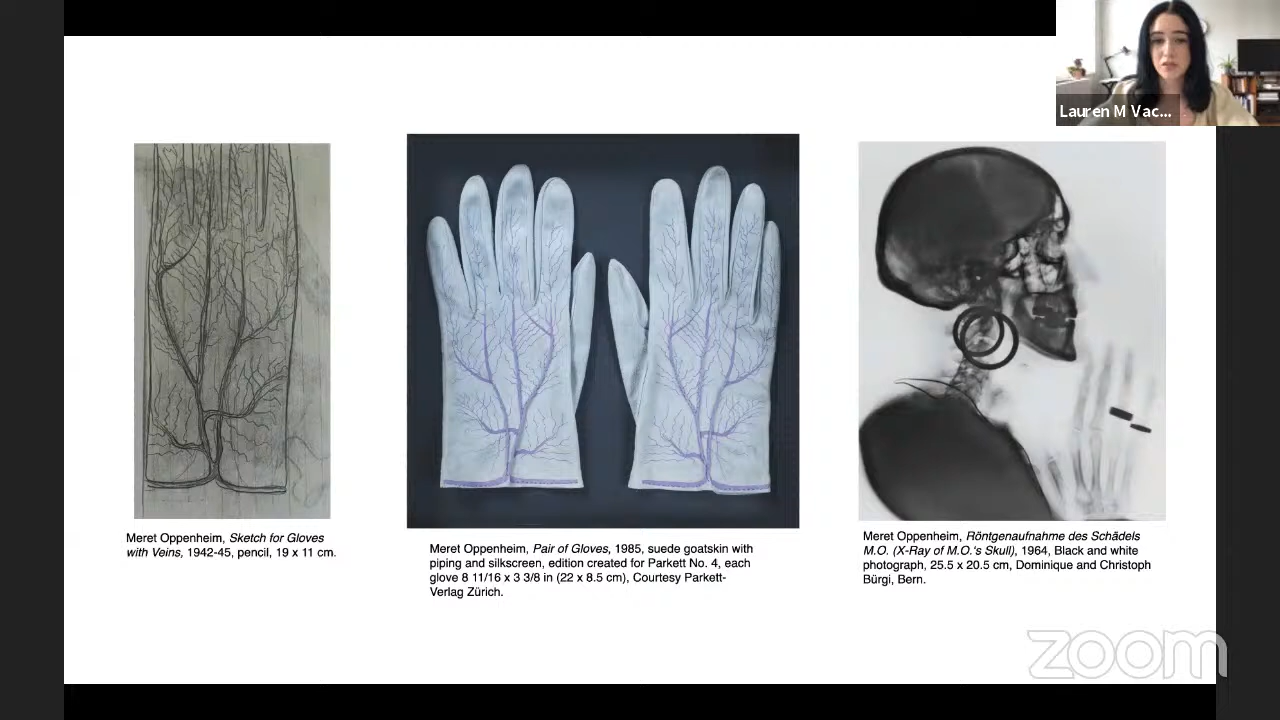 Lauren M Vac...
Meret Oppenheim, Sketch for Gloves
with Veins, 1942-45, pencil, 19 x 11 cm.
Meret Oppenheim, Pair of Gloves, 1985, suede goatskin with
piping and silkscreen, edition created for Parkett No. 4, each
glove 8 11/16 x 3 3/8 in (22 x 8.5 cm), Courtesy Parkett-
Verlag Zürich.
Meret Oppenheim, Röntgenaufnahme des Schädels
M.O. (X-Ray of M.O.'s Skull), 1964, Black and white
photograph, 25.5 x 20.5 cm, Dominique and Christoph
Bürgi, Bern.
zoom